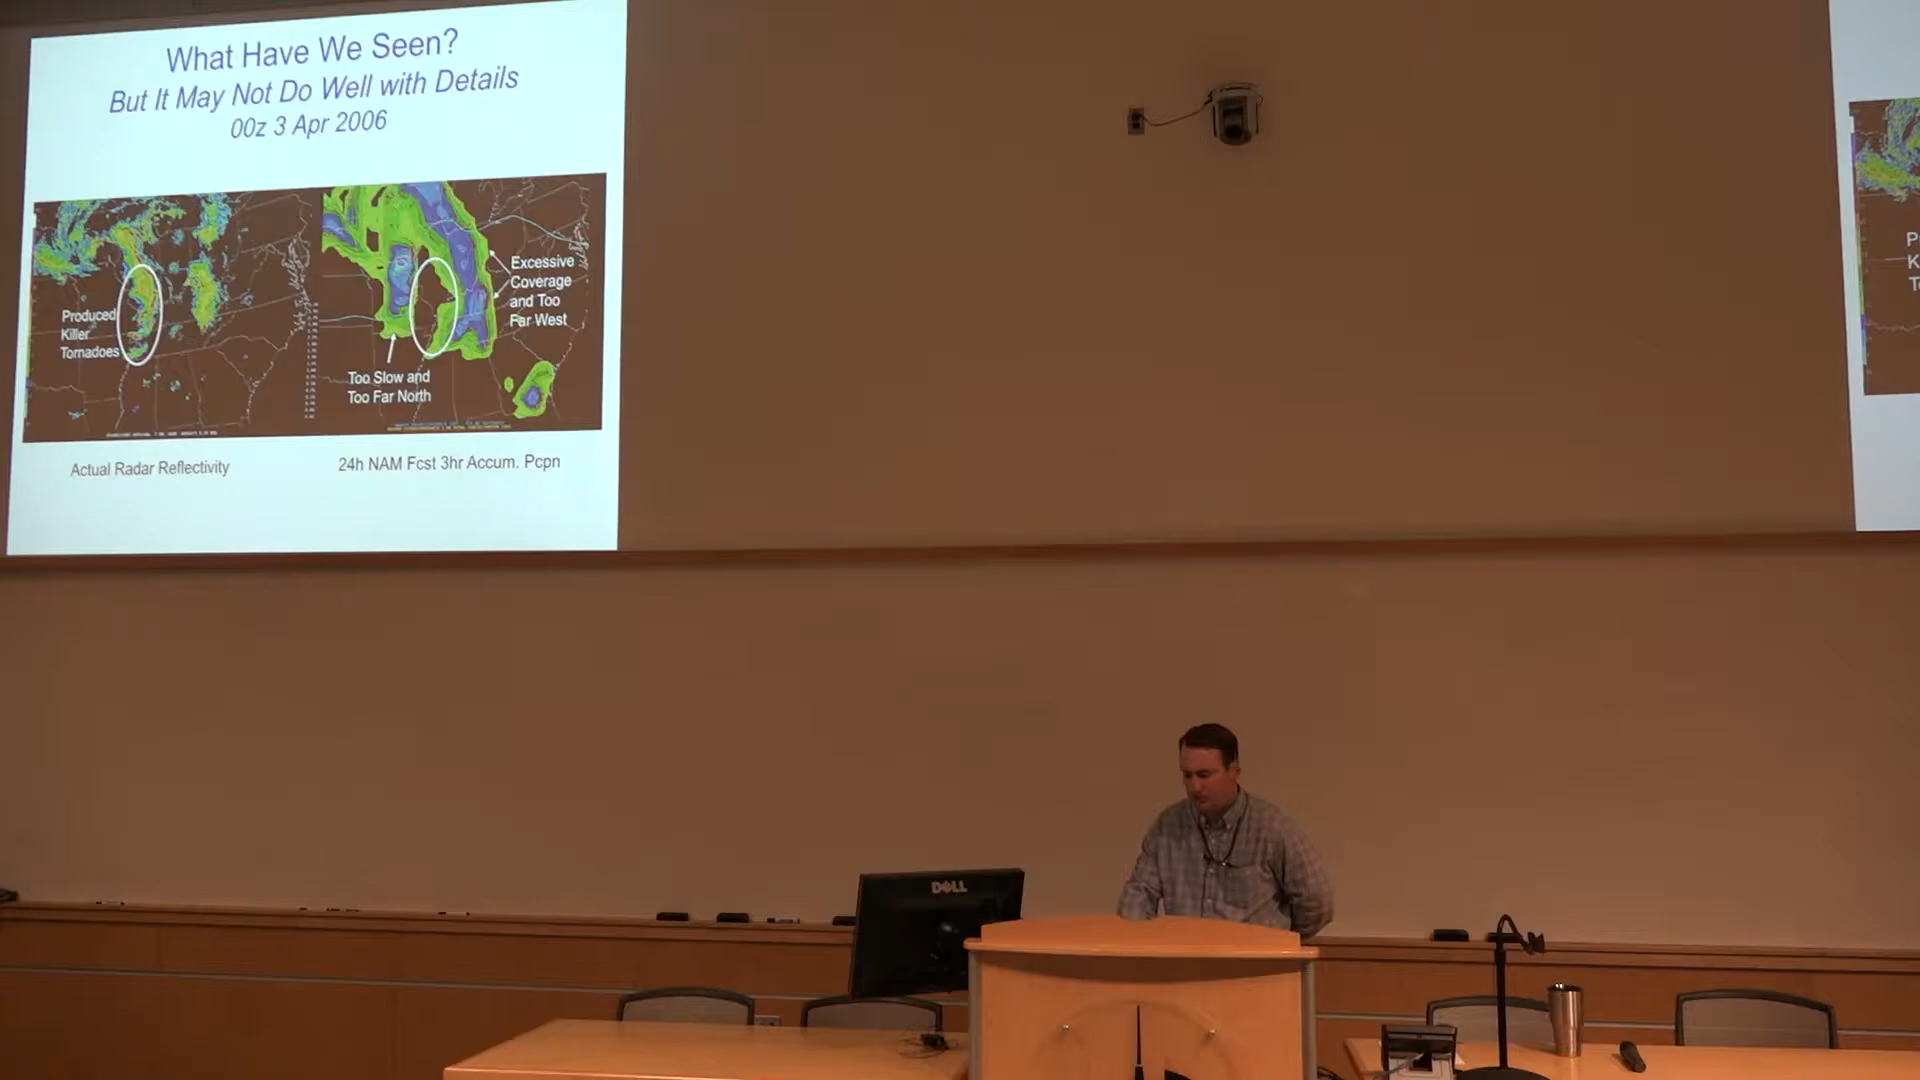 What Have We Seen?
But It May Not Do Well with Details
00z 3 Apr 2006
Produced
Killer
Tornadoes
Excessive
Coverage
and Too
Far West
Too Slow and
Too Far North
Actual Radar Reflectivity
24h NAM Fcst 3hr Accum. Pcpn
DELL